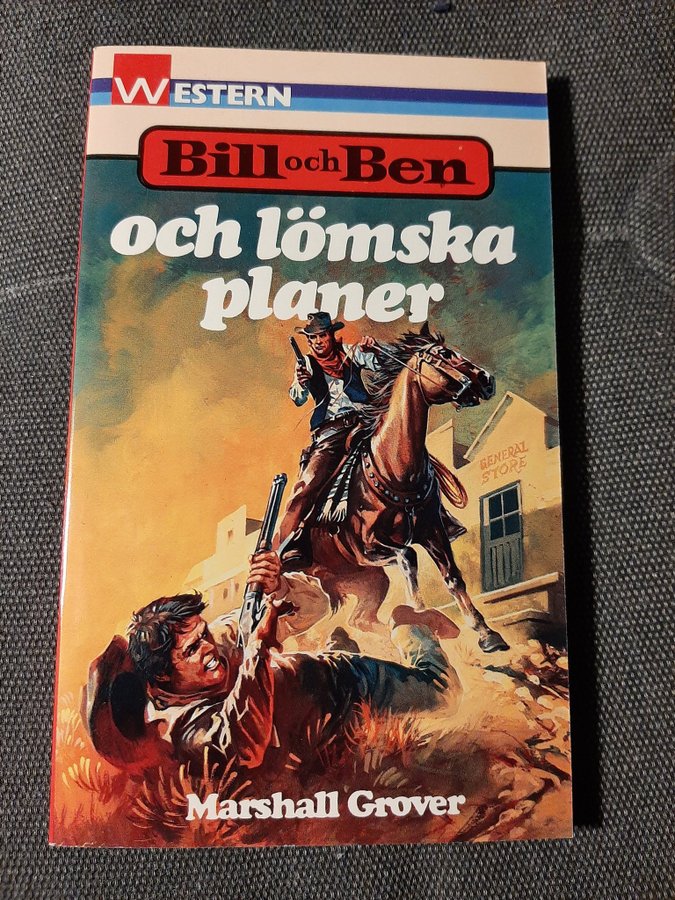 WESTERN
Bill och Ben
och lömska
planer
GENERAL
STORE
Marshall Grover